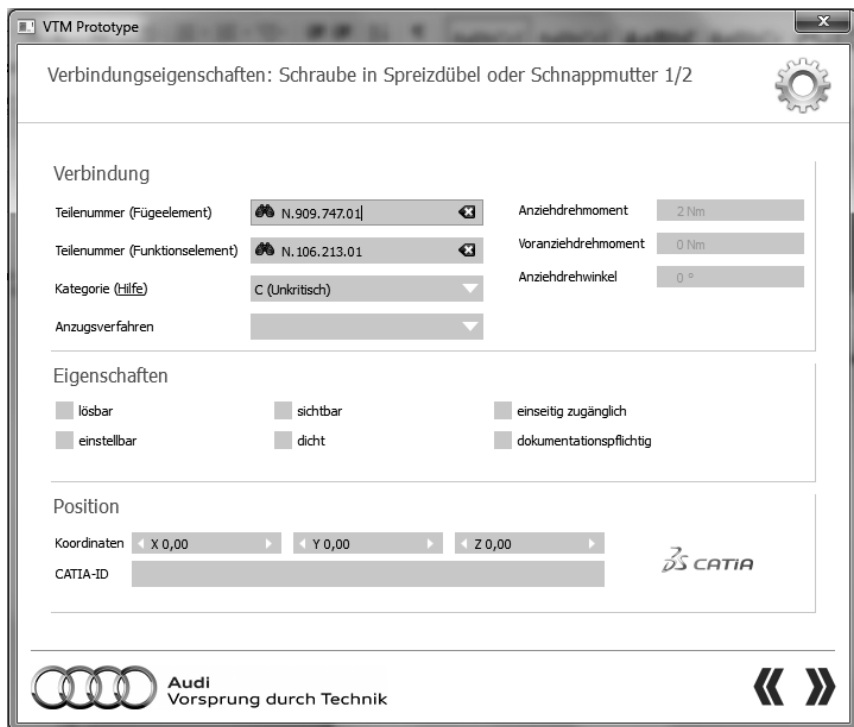 VTM Prototype
Verbindungseigenschaften: Schraube in Spreizdübel oder Schnappmutter 1/2
Verbindung
Teilenummer (Fügeelement) N.909.747.01
Anziehdrehmoment 2 Nm
Teilenummer (Funktionselement) N.106.213.01
Voranziehdrehmoment 0 Nm
Kategorie (Hilfe) C (Unkritisch)
Anziehdrehwinkel 0 °
Anzugsverfahren
Eigenschaften
lösbar sichtbar einseitig zugänglich
einstellbar dicht dokumentationspflichtig
Position
Koordinaten X 0,00 Y 0,00 Z 0,00
CATIA-ID
DS CATIA
Audi
Vorsprung durch Technik